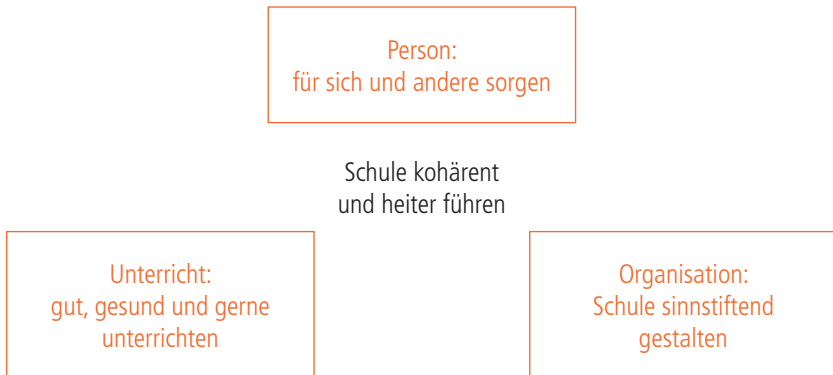 Person:
für sich und andere sorgen
Schule kohärent
und heiter führen
Unterricht:
gut, gesund und gerne
unterrichten
Organisation:
Schule sinnstiftend
gestalten